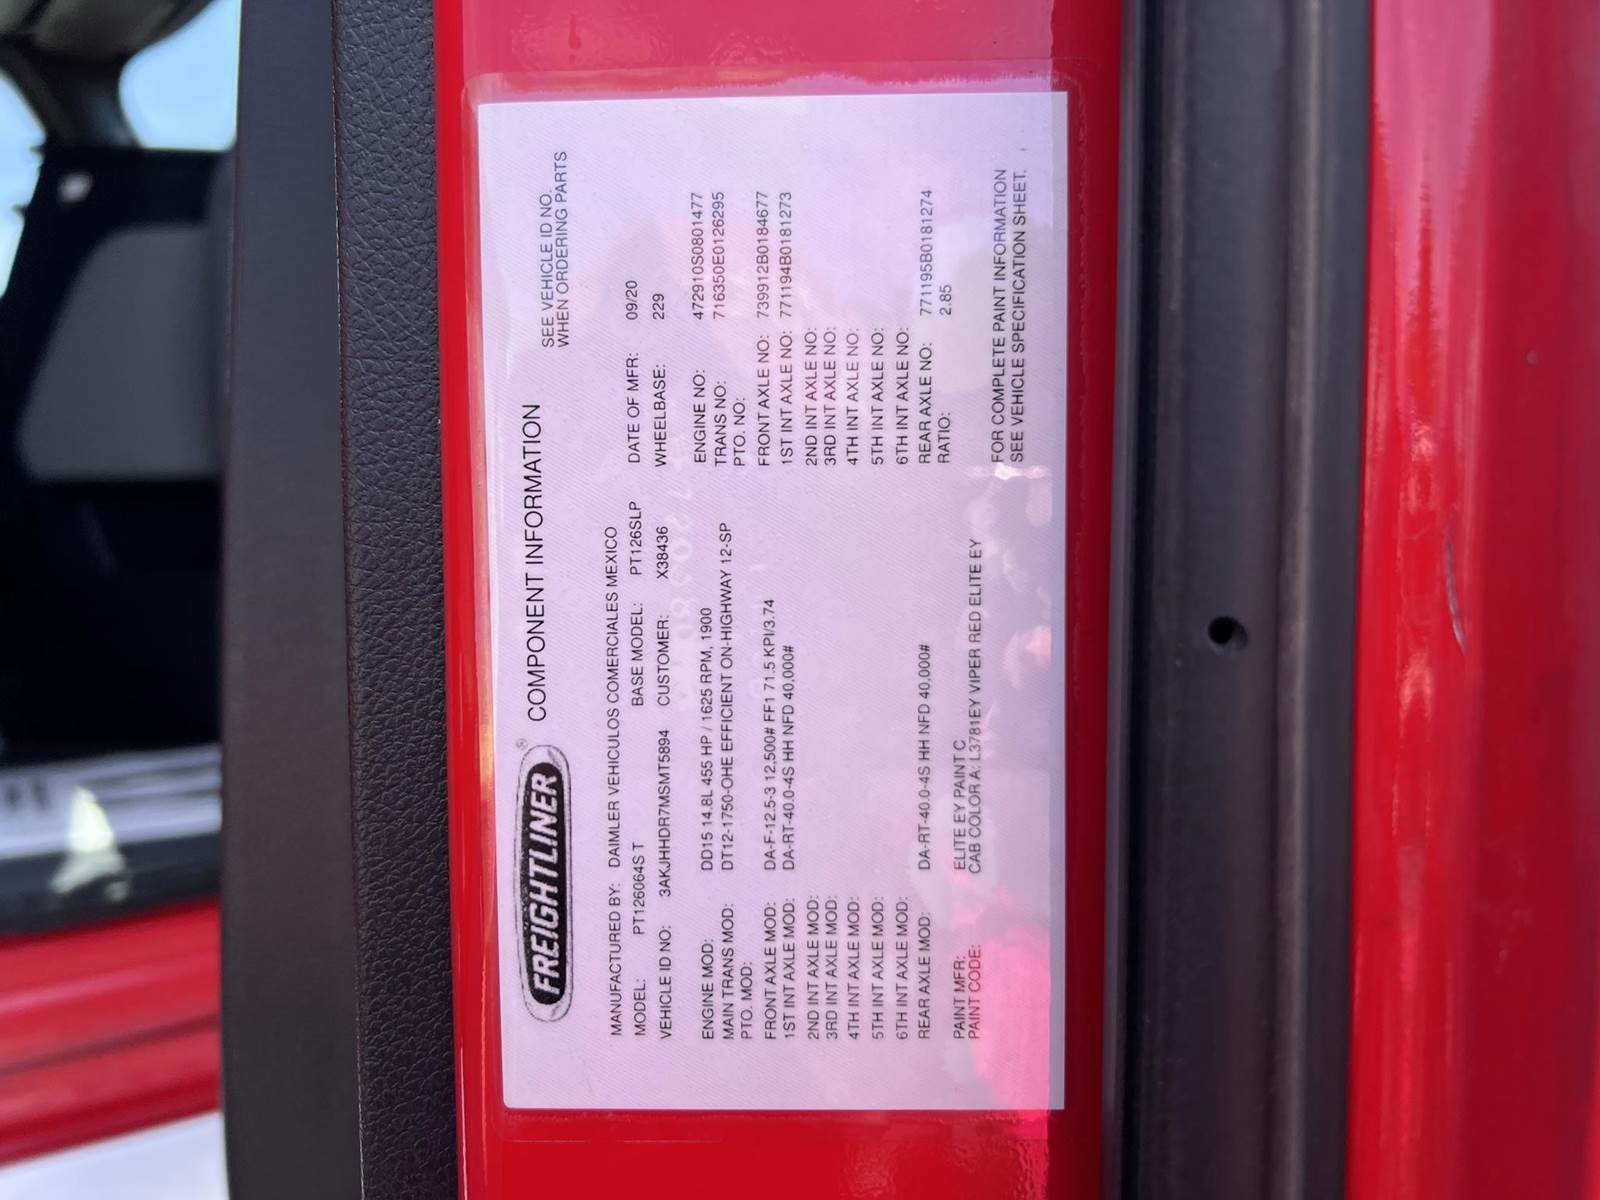 FREIGHTLINER ® COMPONENT INFORMATION
SEE VEHICLE ID NO.
WHEN ORDERING PARTS
MANUFACTURED BY: DAIMLER VEHICULOS COMERCIALES MEXICO
MODEL: PT126064S T BASE MODEL: PT126SLP DATE OF MFR: 09/20
VEHICLE ID NO: 3AKJHHDR7MSMT5894 CUSTOMER: X38436 WHEELBASE: 229
ENGINE MOD: DD15 14.8L 455 HP / 1625 RPM, 1900 ENGINE NO: 472910S0801477
MAIN TRANS MOD: DT12-1750-OHE EFFICIENT ON-HIGHWAY 12-SP TRANS NO: 716350E0126295
PTO. MOD: PTO. NO:
FRONT AXLE MOD: DA-F-12.5-3 12,500# FF1 71.5 KPI/3.74 FRONT AXLE NO: 739912B0184677
1ST INT AXLE MOD: DA-RT-40.0-4S HH NFD 40,000# 1ST INT AXLE NO: 771194B0181273
2ND INT AXLE MOD: 2ND INT AXLE NO:
3RD INT AXLE MOD: 3RD INT AXLE NO:
4TH INT AXLE MOD: 4TH INT AXLE NO:
5TH INT AXLE MOD: 5TH INT AXLE NO:
6TH INT AXLE MOD: 6TH INT AXLE NO:
REAR AXLE MOD: DA-RT-40.0-4S HH NFD 40,000# REAR AXLE NO: 771195B0181274
RATIO: 2.85
PAINT MFR: ELITE EY PAINT C
PAINT CODE: CAB COLOR A: L3781EY VIPER RED ELITE EY
FOR COMPLETE PAINT INFORMATION
SEE VEHICLE SPECIFICATION SHEET.